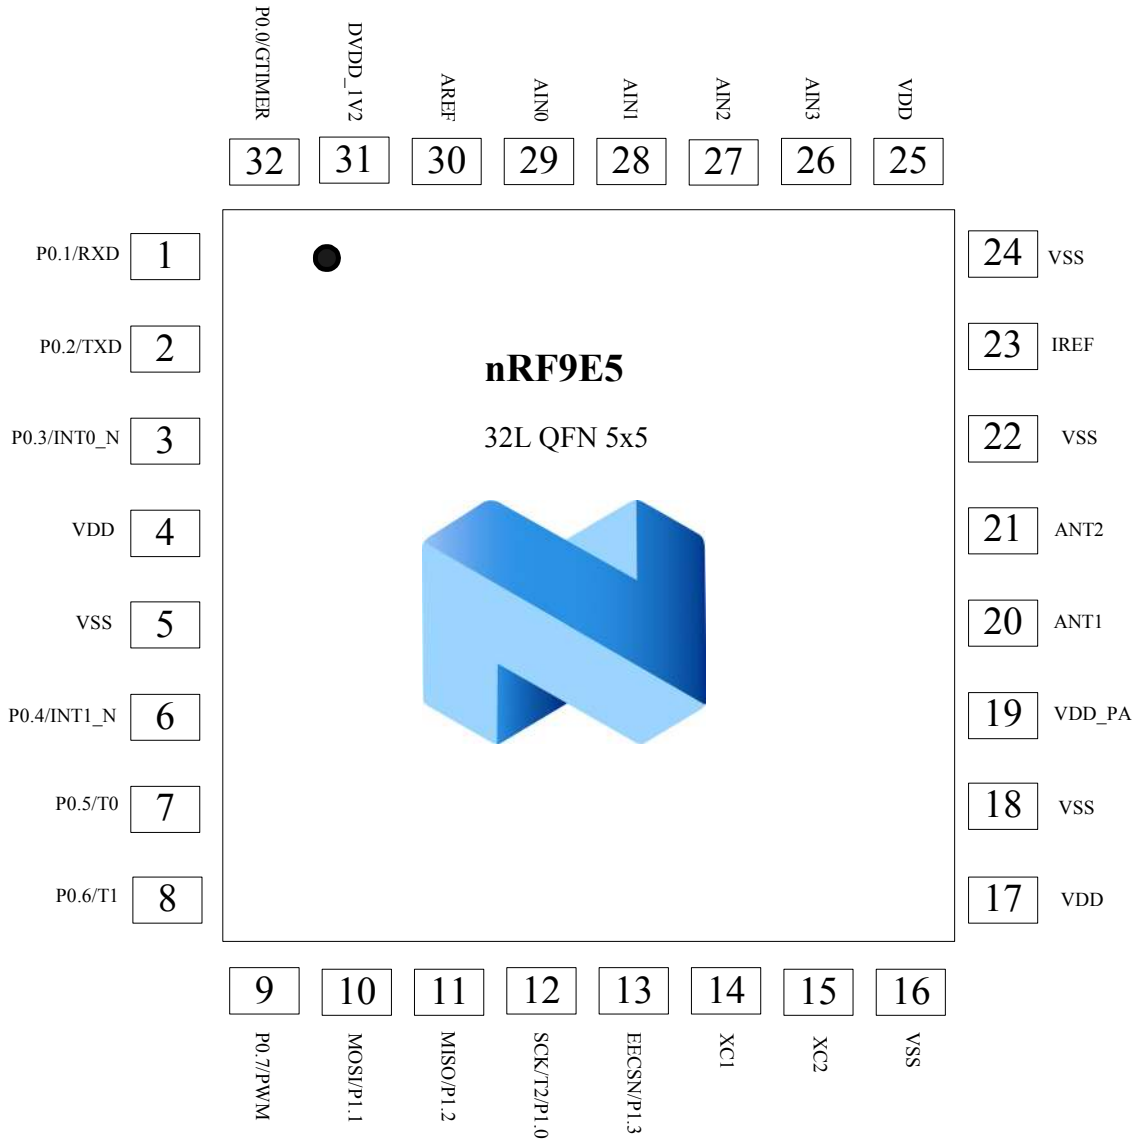 P0.0/GTIMER
DVDD_1V2
AREF
AIN0
AIN1
AIN2
AIN3
VDD
32
31
30
29
28
27
26
25
P0.1/RXD 1
P0.2/TXD 2
P0.3/INT0_N 3
VDD 4
VSS 5
P0.4/INT1_N 6
P0.5/T0 7
P0.6/T1 8
nRF9E5
32L QFN 5x5
24 VSS
23 IREF
22 VSS
21 ANT2
20 ANT1
19 VDD_PA
18 VSS
17 VDD
9
10
11
12
13
14
15
16
P0.7/PWM
MOSI/P1.1
MISO/P1.2
SCK/T2/P1.0
EECSN/P1.3
XC1
XC2
VSS